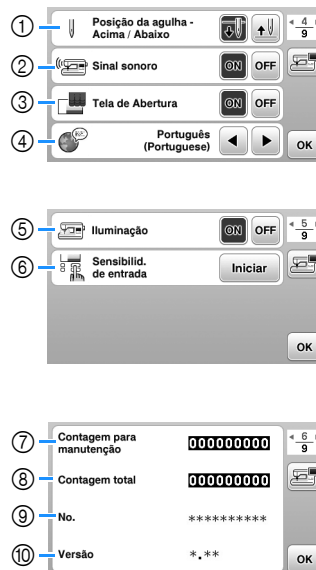 ① Posição da agulha -
Acima / Abaixo
4
9
② Sinal sonoro ON OFF
③ Tela de Abertura ON OFF
④ Português
(Portuguese)
OK
⑤ Iluminação ON OFF
5
9
⑥ Sensibilid.
de entrada Iniciar
OK
⑦ Contagem para
manutenção 000000000
6
9
⑧ Contagem total 000000000
⑨ No. **********
⑩ Versão *.**
OK